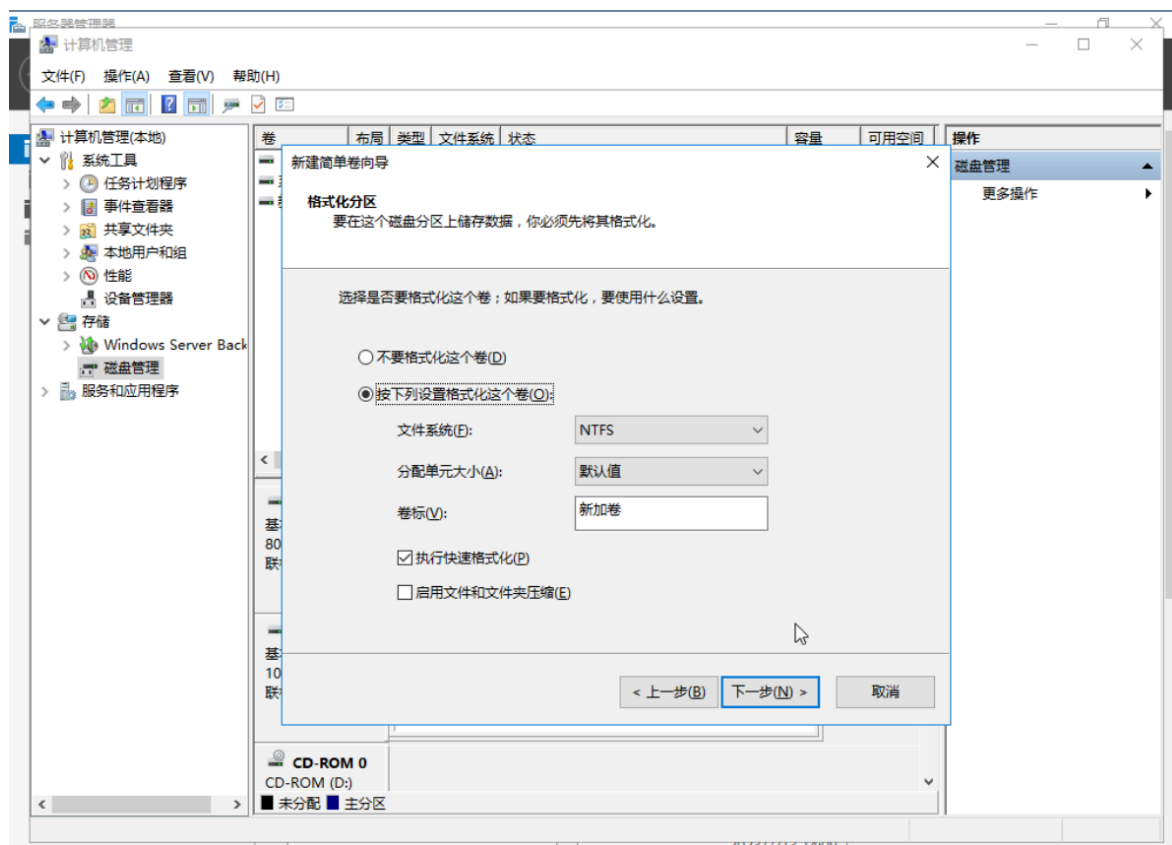 服务器管理器
计算机管理
文件(F) 操作(A) 查看(V) 帮助(H)
计算机管理(本地)
系统工具
任务计划程序
事件查看器
共享文件夹
本地用户和组
性能
设备管理器
存储
Windows Server Back
磁盘管理
服务和应用程序
卷 布局 类型 文件系统 状态 容量 可用空间
新建简单卷向导
格式化分区
要在这个磁盘分区上储存数据，你必须先将其格式化。
选择是否要格式化这个卷；如果要格式化，要使用什么设置。
不要格式化这个卷(D)
按下列设置格式化这个卷(O):
文件系统(F): NTFS
分配单元大小(A): 默认值
卷标(V): 新加卷
执行快速格式化(P)
启用文件和文件夹压缩(E)
< 上一步(B) 下一步(N) > 取消
基
80
联
基
10
联
CD-ROM 0
CD-ROM (D:)
未分配 主分区
操作
磁盘管理
更多操作